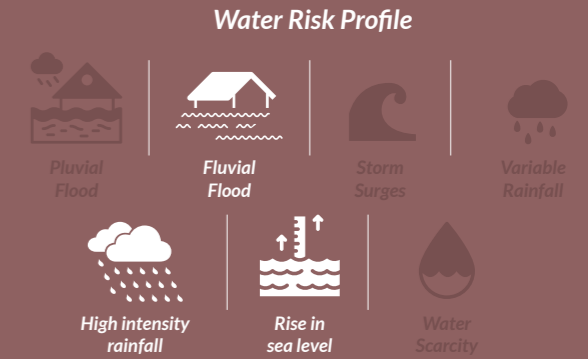 Water Risk Profile
Pluvial
Flood
Fluvial
Flood
Storm
Surges
Variable
Rainfall
High intensity
rainfall
Rise in
sea level
Water
Scarcity